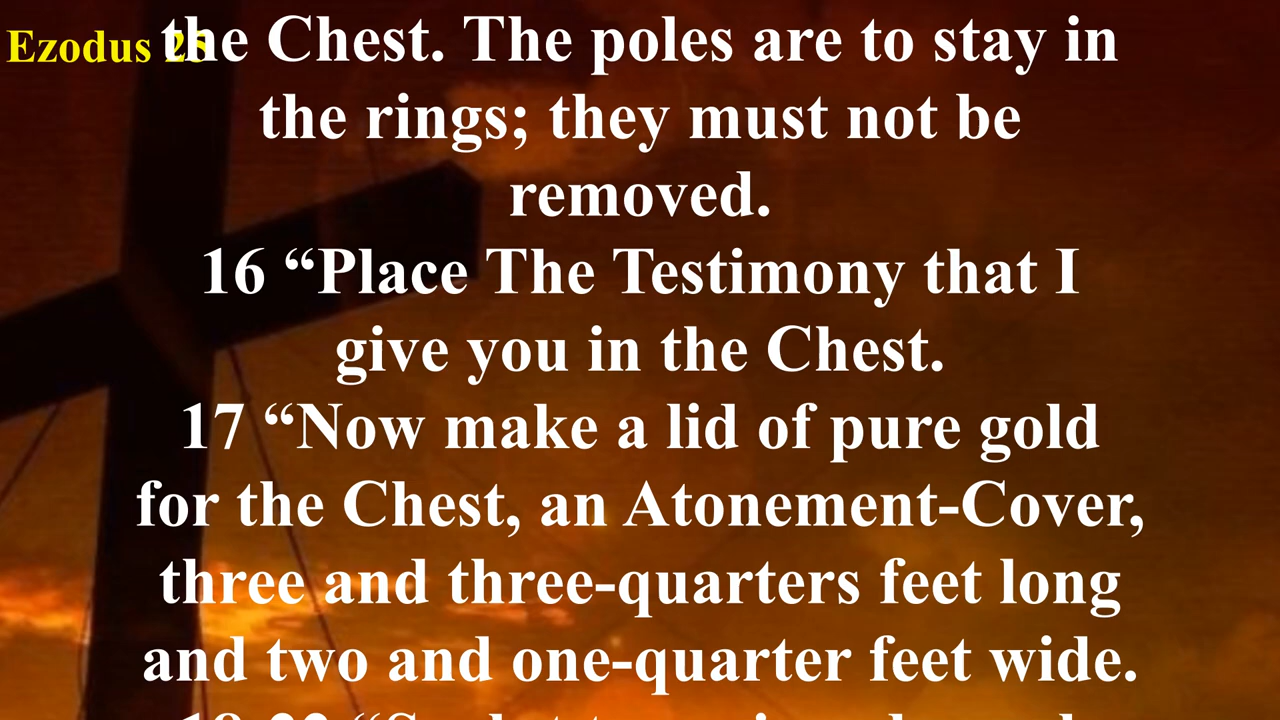 Ezodus 25
the Chest. The poles are to stay in
the rings; they must not be
removed.
16 “Place The Testimony that I
give you in the Chest.
17 “Now make a lid of pure gold
for the Chest, an Atonement-Cover,
three and three-quarters feet long
and two and one-quarter feet wide.